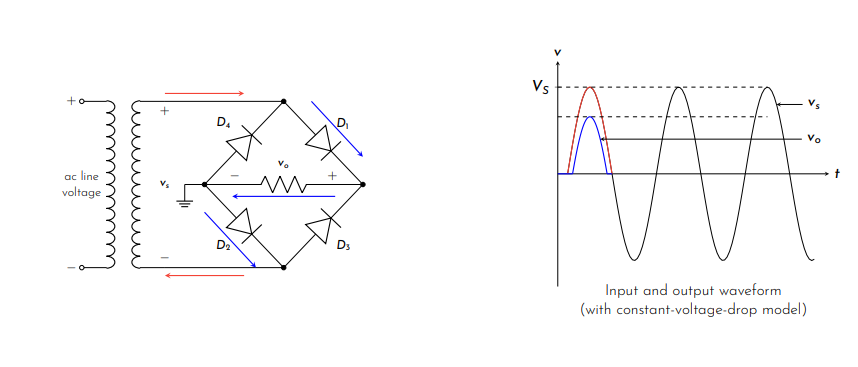 +
ac line
voltage
−
+
vs
−
D4
D1
vo
−
+
D2
D3
v
VS
vs
vo
t
Input and output waveform
(with constant-voltage-drop model)